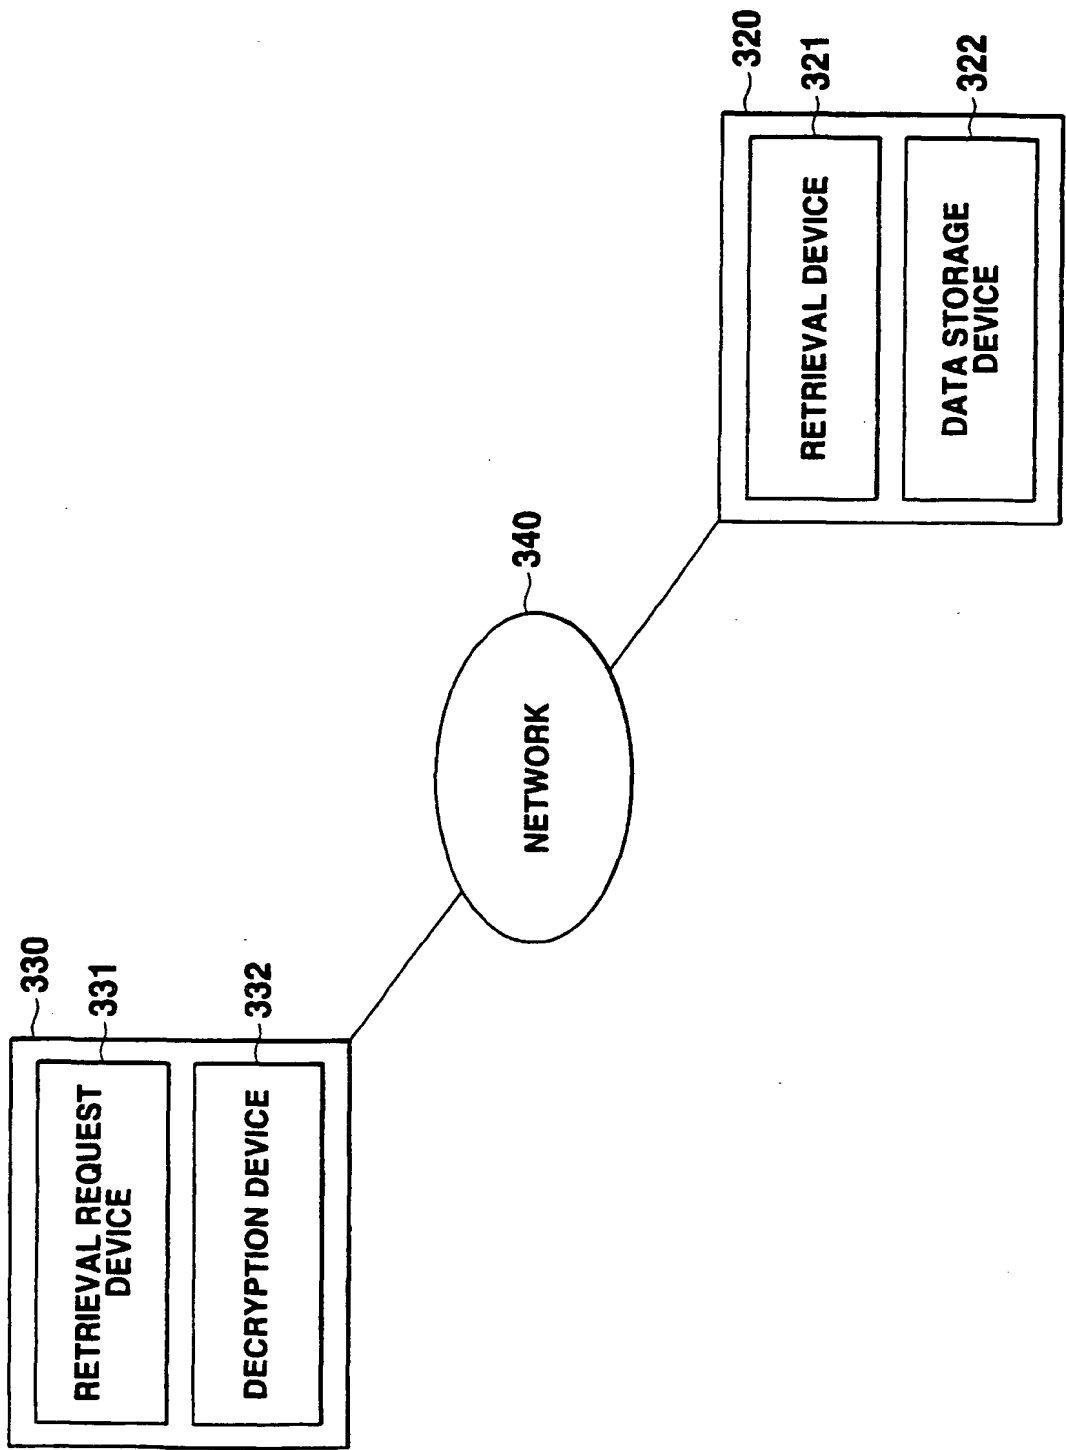 330
331
RETRIEVAL REQUEST
DEVICE
332
DECRYPTION DEVICE
340
NETWORK
320
321
RETRIEVAL DEVICE
322
DATA STORAGE
DEVICE